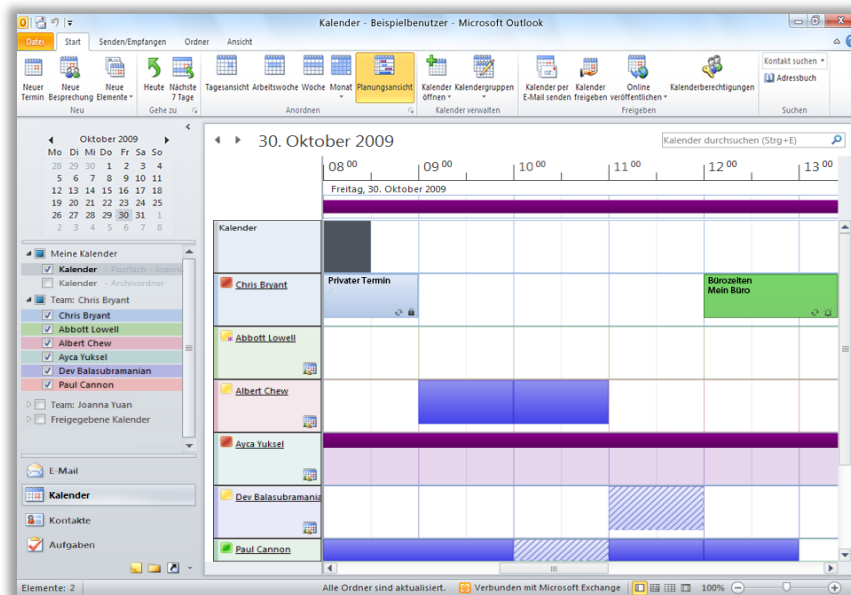 Kalender - Beispielbenutzer - Microsoft Outlook
Datei Start Senden/Empfangen Ordner Ansicht
Neuer Termin
Neue Besprechung
Neue Elemente
Neu
Heute
Nächste 7 Tage
Gehe zu
Tagesansicht Arbeitswoche Woche Monat Planungsansicht
Anordnen
Kalender öffnen
Kalendergruppen
Kalender verwalten
Kalender per E-Mail senden
Kalender freigeben
Online veröffentlichen
Kalenderberechtigungen
Freigeben
Kontakt suchen
Adressbuch
Suchen
Oktober 2009
Mo Di Mi Do Fr Sa So
28 29 30 1 2 3 4
5 6 7 8 9 10 11
12 13 14 15 16 17 18
19 20 21 22 23 24 25
26 27 28 29 30 31 1
2 3 4 5 6 7 8
Meine Kalender
Kalender - Postfach - Joanna
Kalender - Archivordner
Team: Chris Bryant
Chris Bryant
Abbott Lowell
Albert Chew
Ayca Yuksel
Dev Balasubramanian
Paul Cannon
Team: Joanna Yuan
Freigegebene Kalender
E-Mail
Kalender
Kontakte
Aufgaben
30. Oktober 2009
Kalender durchsuchen (Strg+E)
08 00 09 00 10 00 11 00 12 00 13 00
Freitag, 30. Oktober 2009
Kalender
Chris Bryant
Privater Termin
Bürozeiten
Mein Büro
Abbott Lowell
Albert Chew
Ayca Yuksel
Dev Balasubramania
Paul Cannon
Elemente: 2
Alle Ordner sind aktualisiert.
Verbunden mit Microsoft Exchange
100%